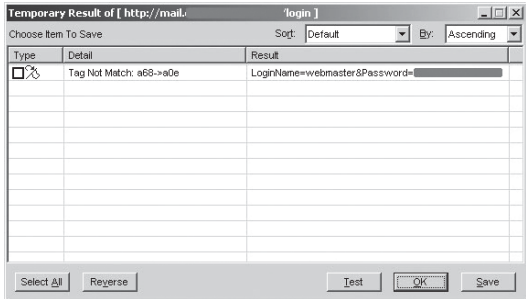 Temporary Result of [ http://mail. 'login ]
Choose Item To Save Sort: Default By: Ascending
Type Detail Result
Tag Not Match: a68->a0e LoginName=webmaster&Password=
Select All Reverse Test OK Save